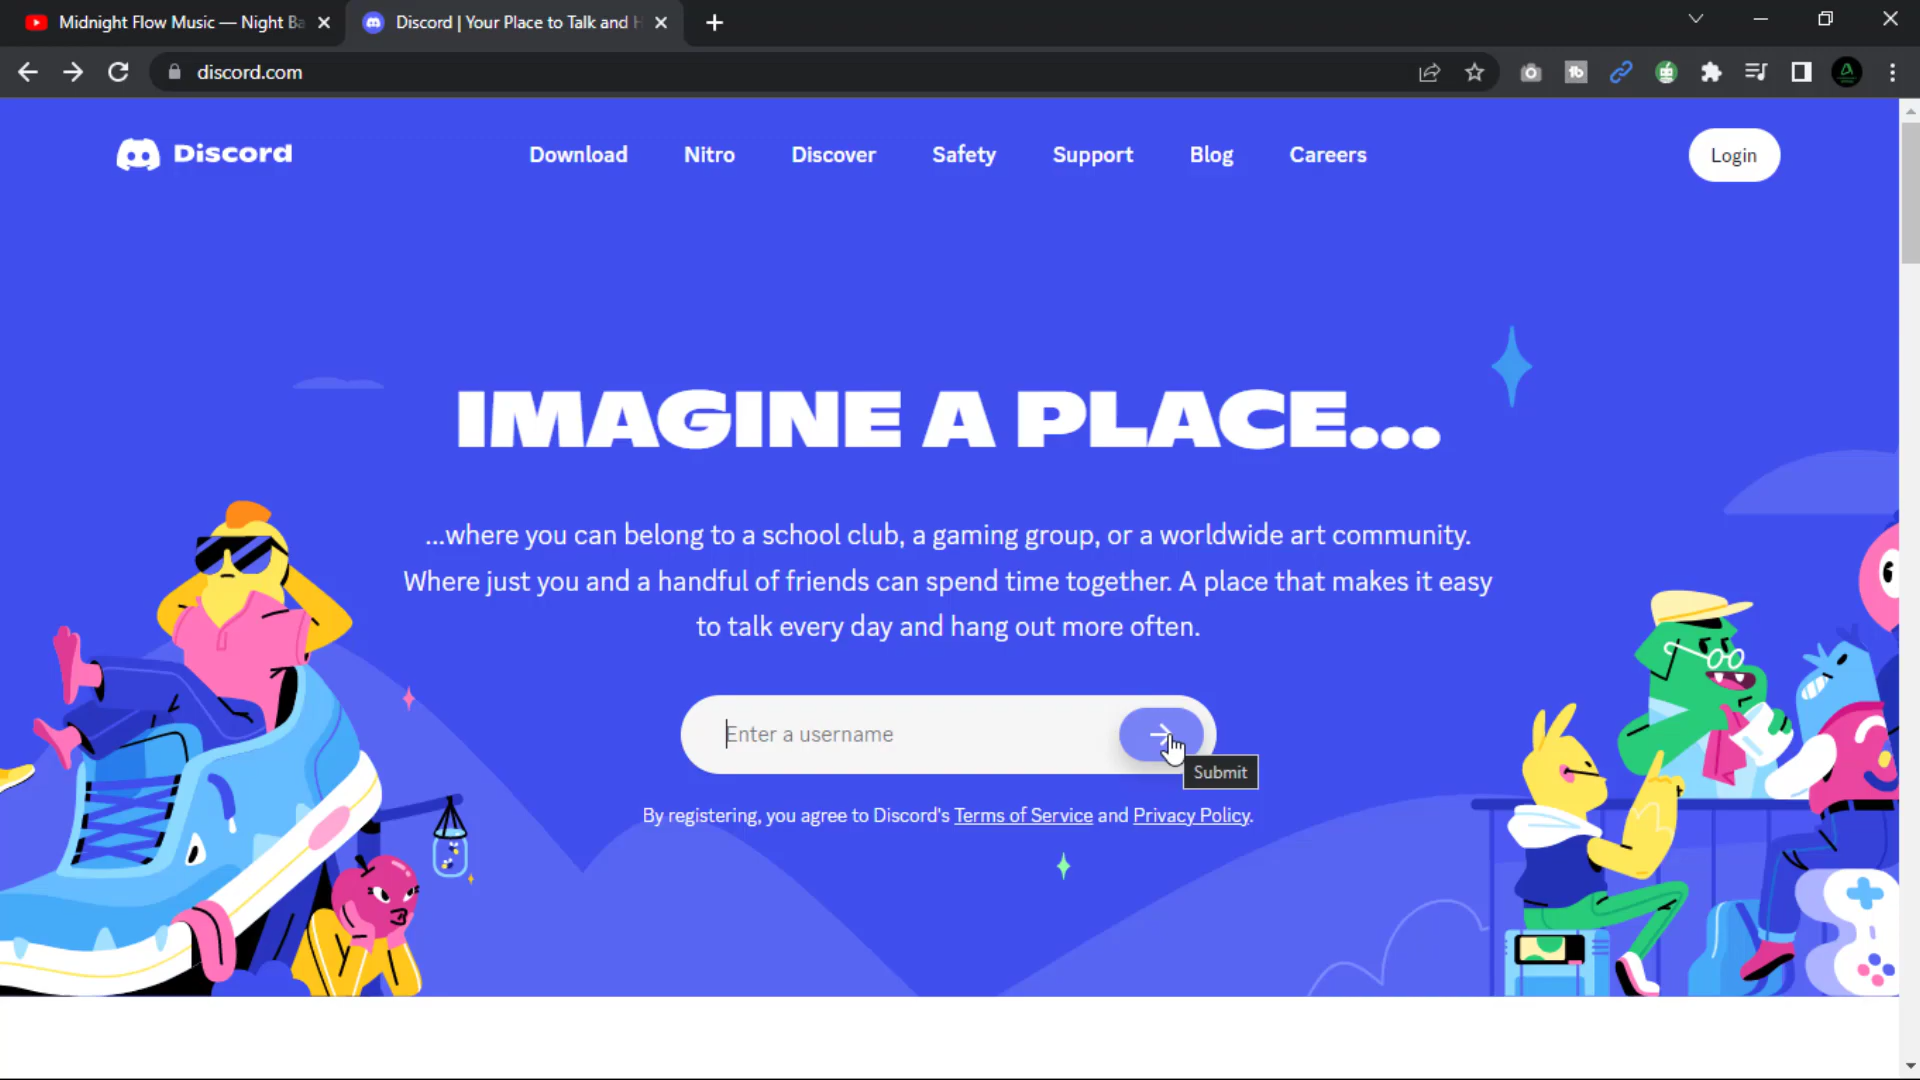 Midnight Flow Music — Night Ba
Discord | Your Place to Talk and H
discord.com
Discord
Download
Nitro
Discover
Safety
Support
Blog
Careers
Login
IMAGINE A PLACE...
...where you can belong to a school club, a gaming group, or a worldwide art community.
Where just you and a handful of friends can spend time together. A place that makes it easy
to talk every day and hang out more often.
Enter a username
Submit
By registering, you agree to Discord's Terms of Service and Privacy Policy.